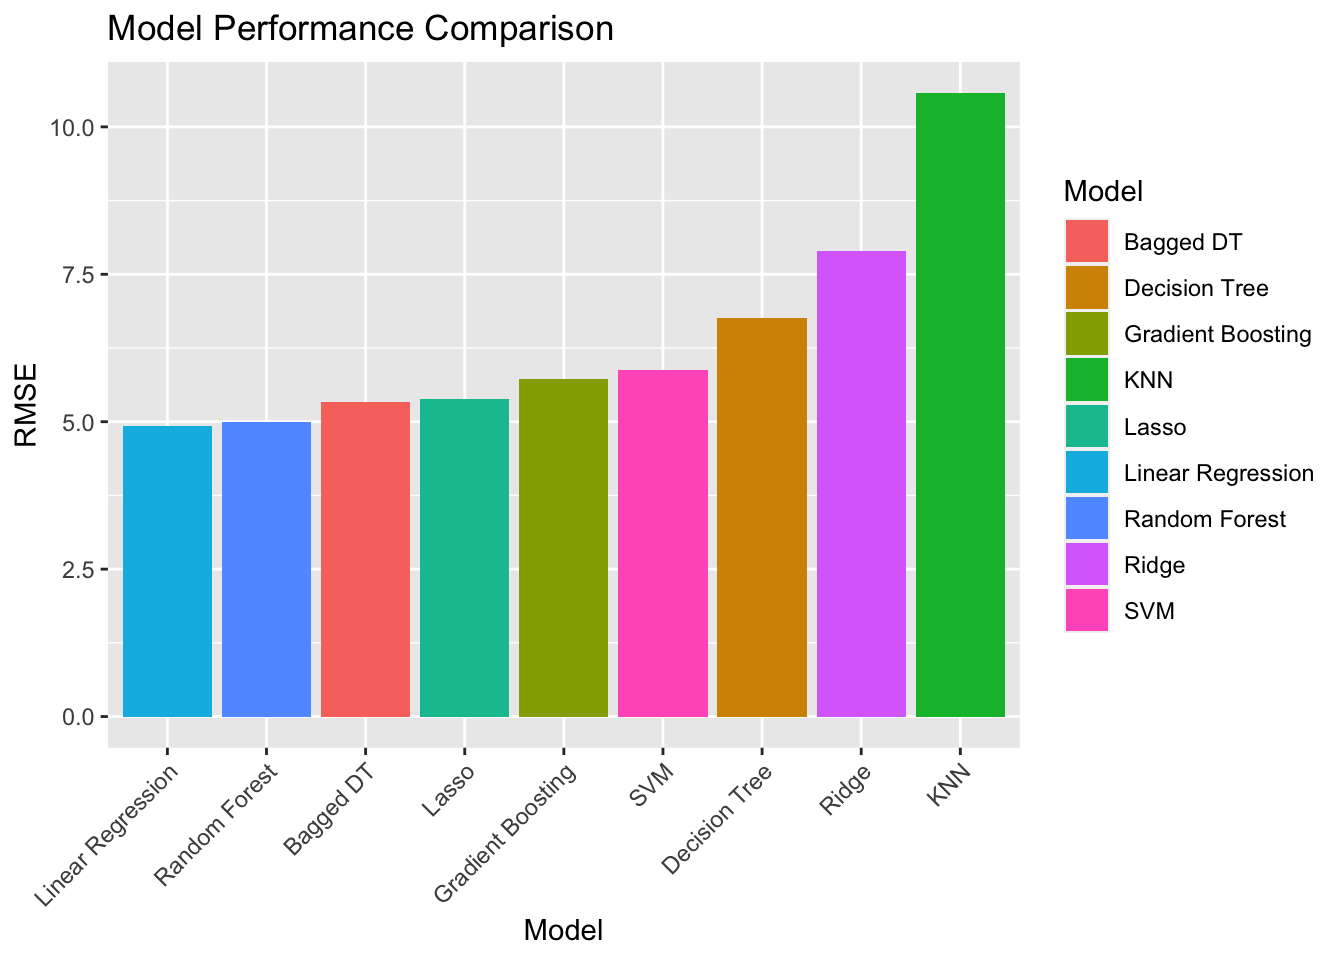 Model Performance Comparison
10.0
7.5
5.0
2.5
0.0
RMSE
Linear Regression
Random Forest
Bagged DT
Lasso
Gradient Boosting
SVM
Decision Tree
Ridge
KNN
Model
Model
Bagged DT
Decision Tree
Gradient Boosting
KNN
Lasso
Linear Regression
Random Forest
Ridge
SVM